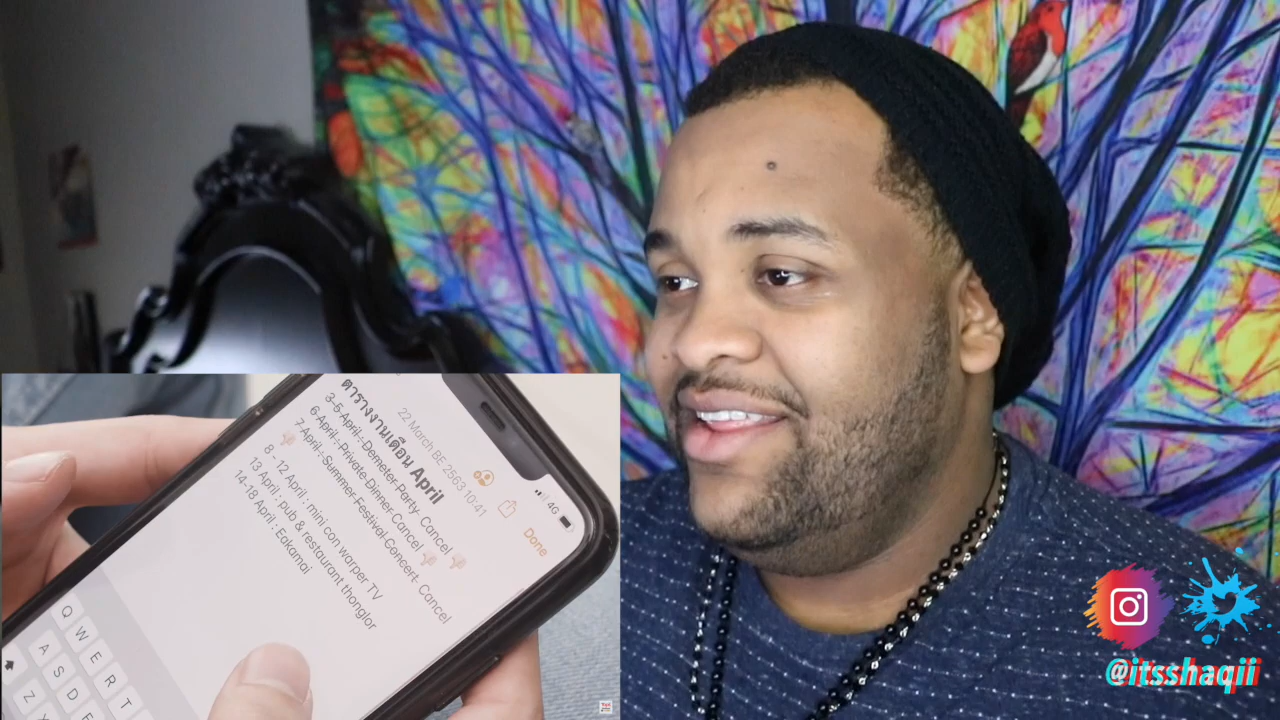 22 March BE 2563 10:41
ตารางงานเดือน April
3-5 April : Demeter Party Cancel
6 April : Private Dinner Cancel
7 April : Summer Festival Concert Cancel
8 - 12 April : mini con warper TV
13 April : pub & restaurant thonglor
14-18 April : Eakamai
4G
Done
Q W E R T
A S D F
Z X
@itsshaqii